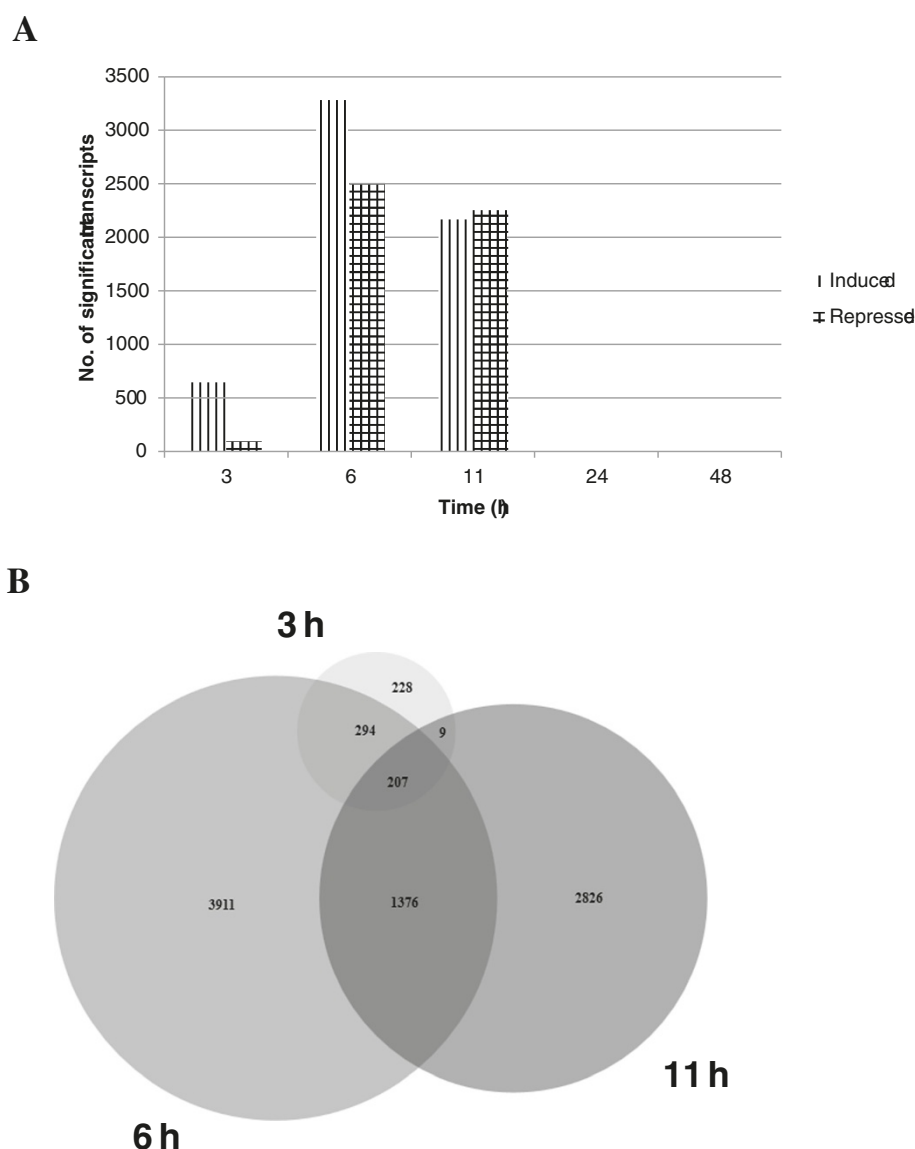 A
3500
3000
2500
2000
1500
1000
500
0
No. of significant transcripts
3 6 11 24 48
Time (h)
Induced
Repressed
B
3 h
228
294
9
207
3911
1376
2826
11 h
6 h